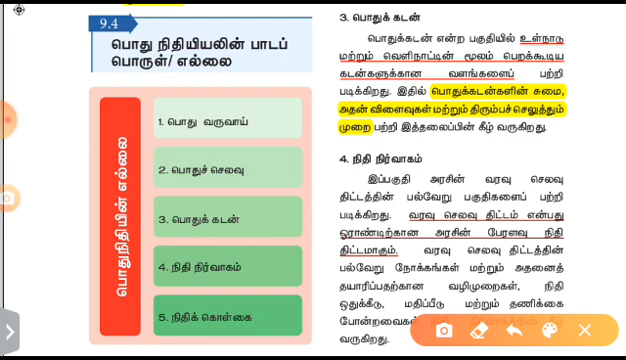 9.4
பொது நிதியியலின் பாடப்
பொருள்/ எல்லை
பொதுநிதியின் எல்லை
1. பொது வருவாய்
2. பொதுச் செலவு
3. பொதுக் கடன்
4. நிதி நிர்வாகம்
5. நிதிக் கொள்கை
3. பொதுக் கடன்
பொதுக்கடன் என்ற பகுதியில் உள்நாடு
மற்றும் வெளிநாட்டின் மூலம் பெறக்கூடிய
கடன்களுக்கான வளங்களைப் பற்றி
படிக்கிறது. இதில் பொதுக்கடன்களின் சுமை,
அதன் விளைவுகள் மற்றும் திரும்பச் செலுத்தும்
முறை பற்றி இத்தலைப்பின் கீழ் வருகிறது.
4. நிதி நிர்வாகம்
இப்பகுதி அரசின் வரவு செலவு
திட்டத்தின் பல்வேறு பகுதிகளைப் பற்றி
படிக்கிறது. வரவு செலவு திட்டம் என்பது
ஓராண்டிற்கான அரசின் பேரளவு நிதி
திட்டமாகும். வரவு செலவு திட்டத்தின்
பல்வேறு நோக்கங்கள் மற்றும் அதனைத்
தயாரிப்பதற்கான வழிமுறைகள், நிதி
ஒதுக்கீடு, மதிப்பீடு மற்றும் தணிக்கை
வருகிறது.